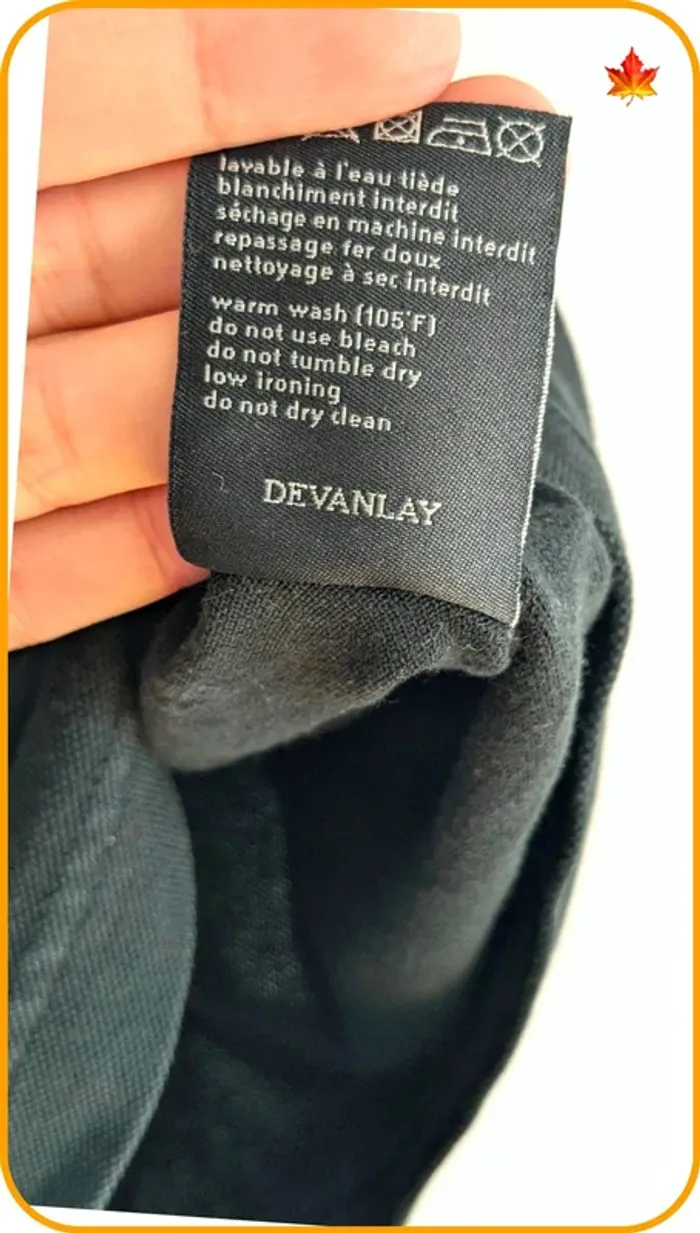 lavable à l'eau tiède
blanchiment interdit
séchage en machine interdit
repassage fer doux
nettoyage à sec interdit
warm wash (105°F)
do not use bleach
do not tumble dry
low ironing
do not dry clean
DEVANLAY